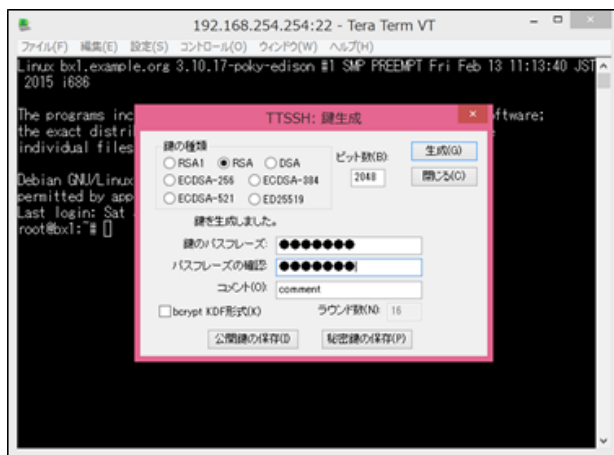 192.168.254.254:22 - Tera Term VT
ファイル(F) 編集(E) 設定(S) コントロール(O) ウィンドウ(W) ヘルプ(H)
Linux bx1.example.org 3.10.17-poky-edison #1 SMP PREEMPT Fri Feb 13 11:13:40 JST
2015 i686
The programs inc
ftware;
the exact distri
individual files
Debian GNU/Linux
permitted by app
Last login: Sat
root@bx1:~#
TTSSH: 鍵生成
鍵の種類
RSA1 RSA DSA
ECDSA-256 ECDSA-384
ECDSA-521 ED25519
ビット数(B):
2048
生成(G)
閉じる(C)
鍵を生成しました。
鍵のパスフレーズ: ●●●●●●●
パスフレーズの確認: ●●●●●●●
コメント(O): comment
bcrypt KDF形式(K) ラウンド数(N): 16
公開鍵の保存(I) 秘密鍵の保存(P)